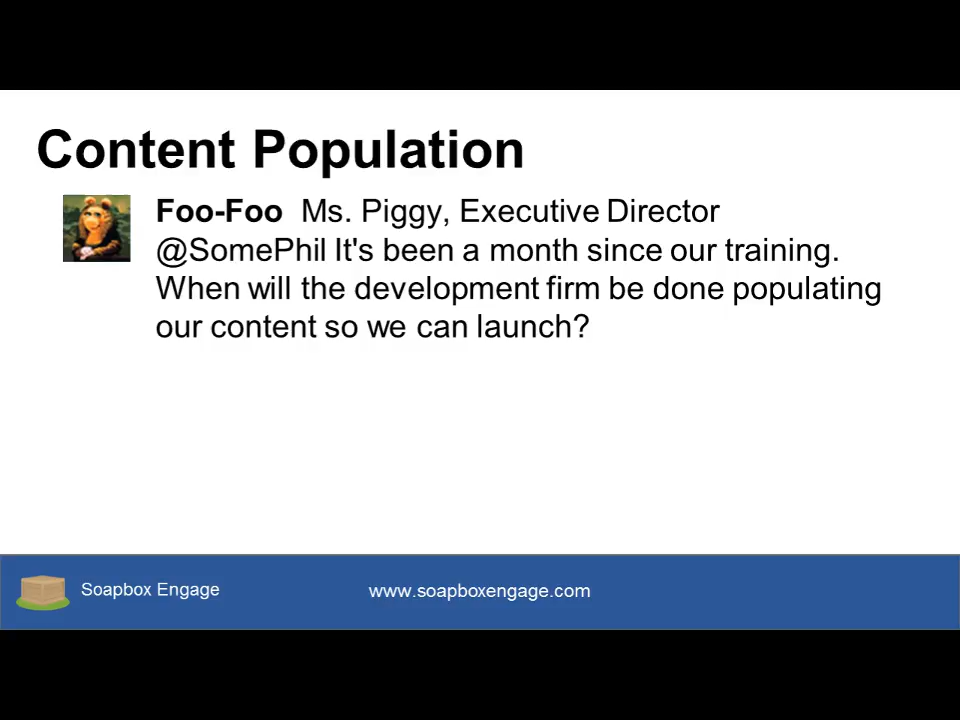 Content Population
Foo-Foo Ms. Piggy, Executive Director
@SomePhil It's been a month since our training.
When will the development firm be done populating
our content so we can launch?
Soapbox Engage
www.soapboxengage.com